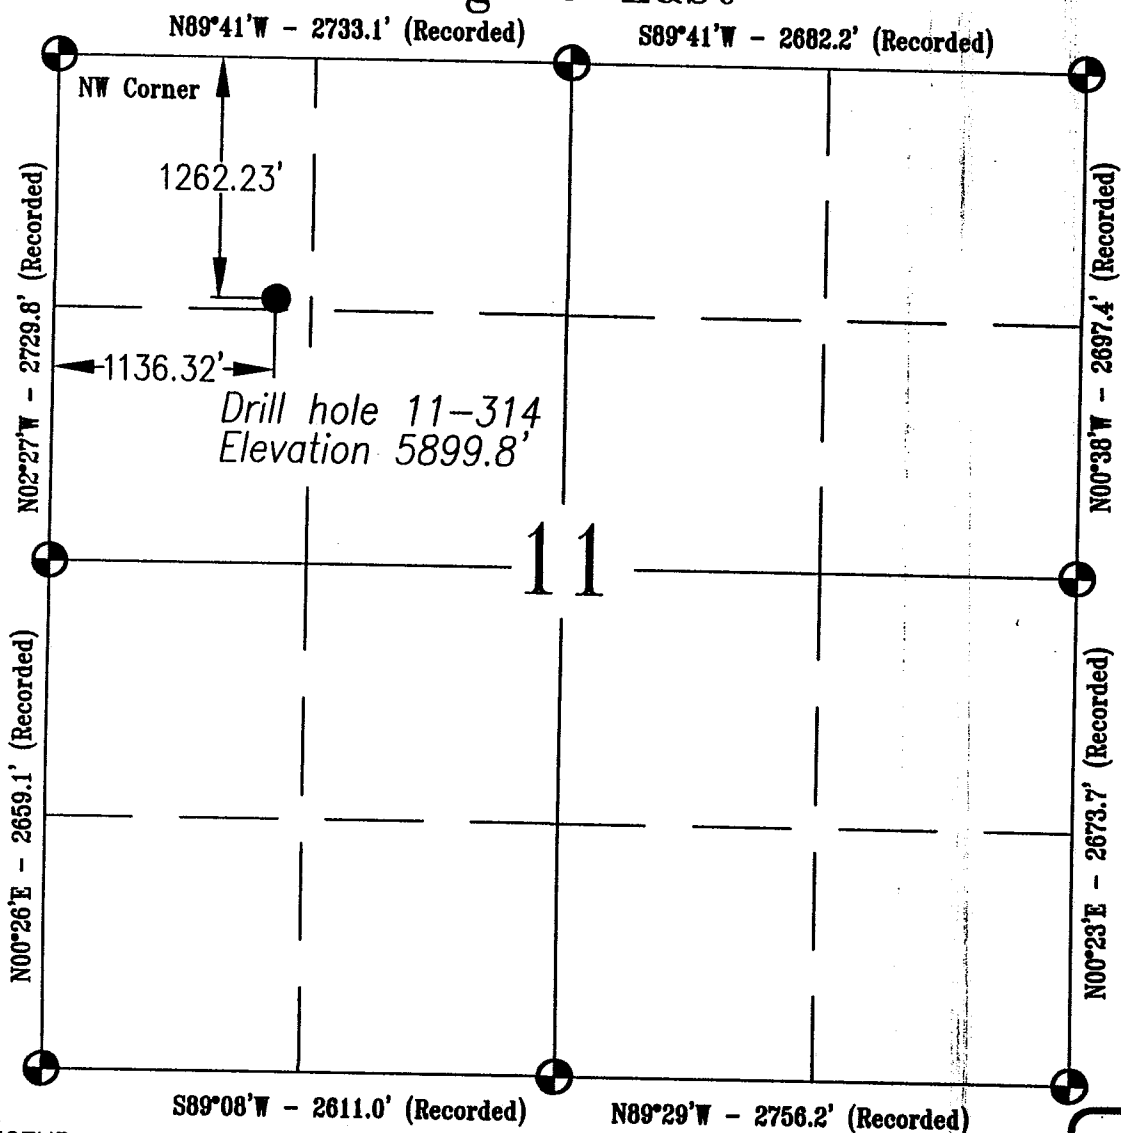 N89°41'W - 2733.1' (Recorded)
S89°41'W - 2682.2' (Recorded)
NW Corner
1262.23'
N02°27'W - 2729.8' (Recorded)
N00°38'W - 2697.4' (Recorded)
1136.32'
Drill hole 11-314
Elevation 5899.8'
11
N00°26'E - 2659.1' (Recorded)
N00°23'E - 2673.7' (Recorded)
S89°08'W - 2611.0' (Recorded)
N89°29'W - 2756.2' (Recorded)